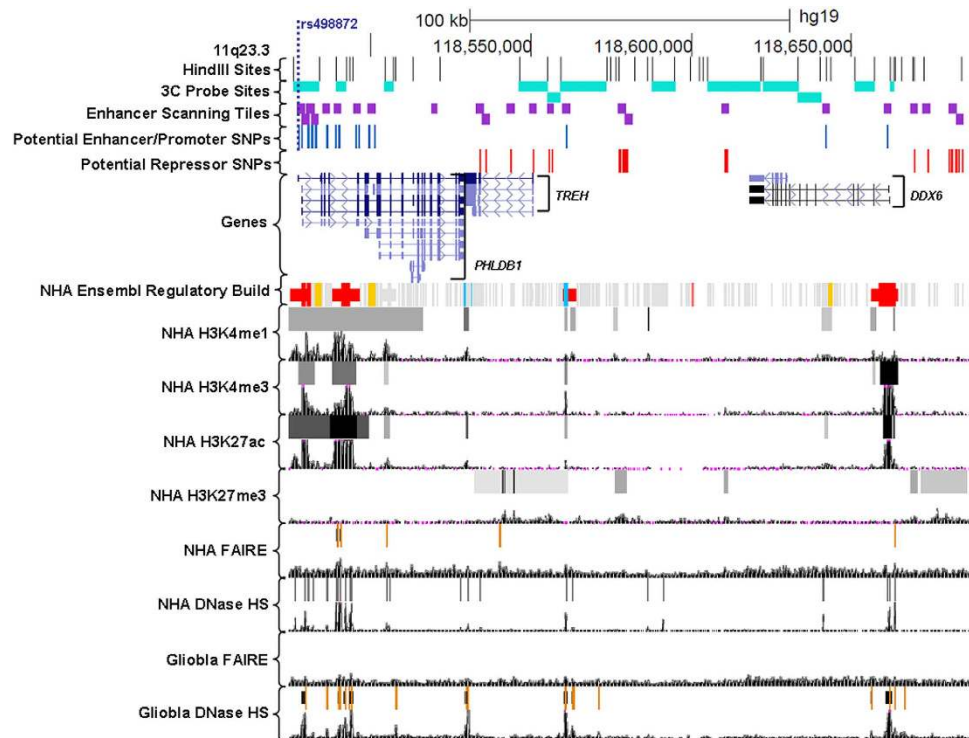 rs498872
100 kb hg19
11q23.3 118,550,000 118,600,000 118,650,000
HindIII Sites
3C Probe Sites
Enhancer Scanning Tiles
Potential Enhancer/Promoter SNPs
Potential Repressor SNPs
TREH
DDX6
Genes
PHLDB1
NHA Ensembl Regulatory Build
NHA H3K4me1
NHA H3K4me3
NHA H3K27ac
NHA H3K27me3
NHA FAIRE
NHA DNase HS
Gliobla FAIRE
Gliobla DNase HS